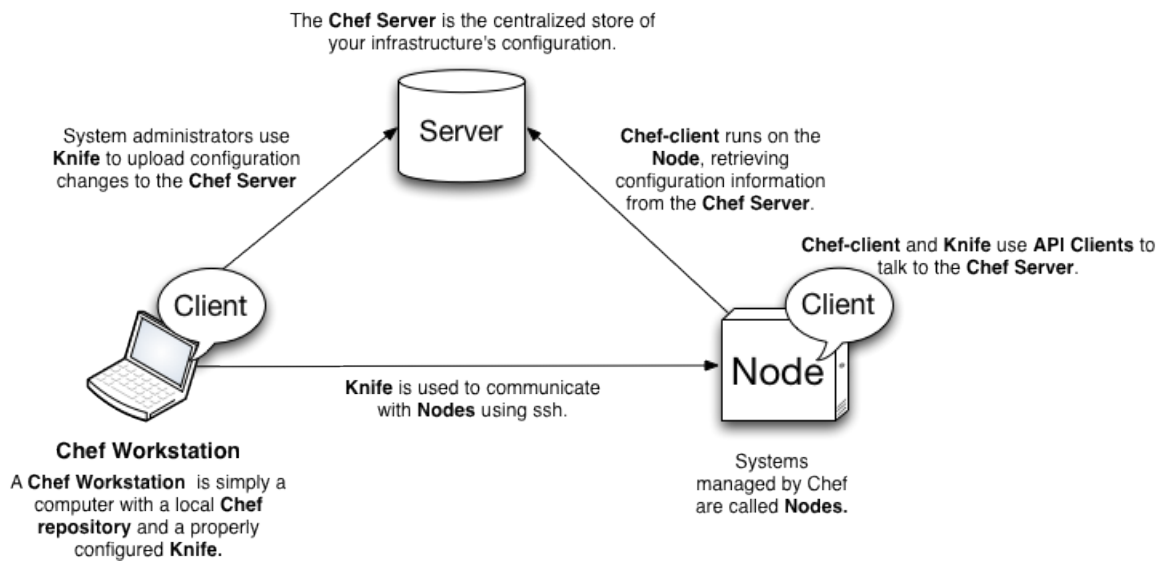 The Chef Server is the centralized store of
your infrastructure's configuration.
Server
System administrators use
Knife to upload configuration
changes to the Chef Server
Chef-client runs on the
Node, retrieving
configuration information
from the Chef Server.
Chef-client and Knife use API Clients to
talk to the Chef Server.
Client
Client
Node
Knife is used to communicate
with Nodes using ssh.
Chef Workstation
A Chef Workstation is simply a
computer with a local Chef
repository and a properly
configured Knife.
Systems
managed by Chef
are called Nodes.